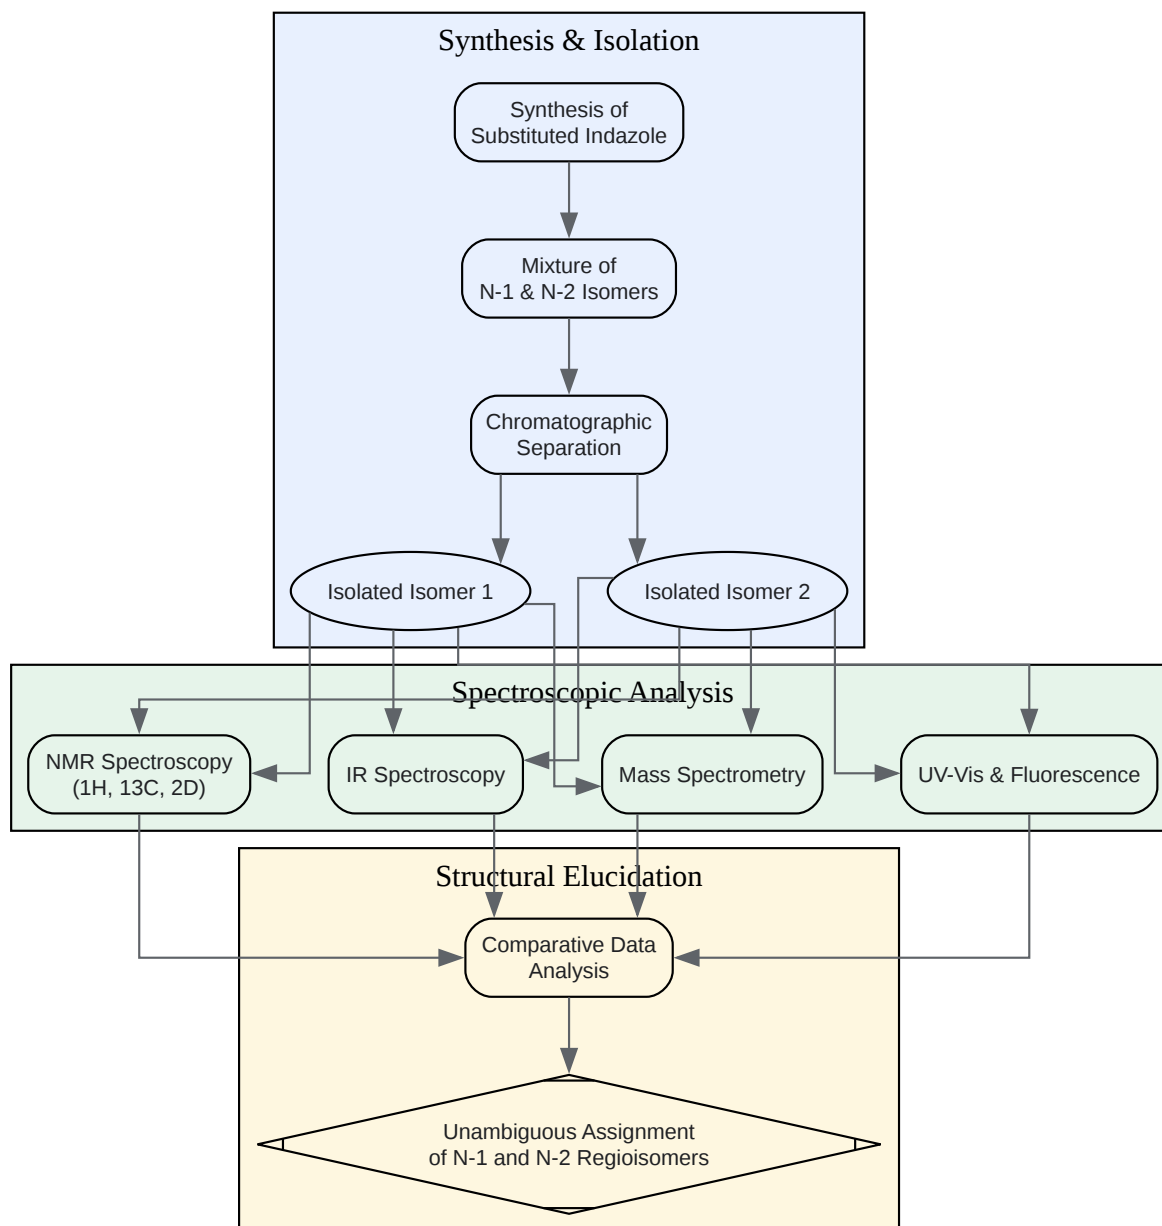 Synthesis & Isolation
Synthesis of
Substituted Indazole
Mixture of
N-1 & N-2 Isomers
Chromatographic
Separation
Isolated Isomer 1
Isolated Isomer 2
Spectroscopic Analysis
NMR Spectroscopy
(1H, 13C, 2D)
IR Spectroscopy
Mass Spectrometry
UV-Vis & Fluorescence
Structural Elucidation
Comparative Data
Analysis
Unambiguous Assignment
of N-1 and N-2 Regioisomers